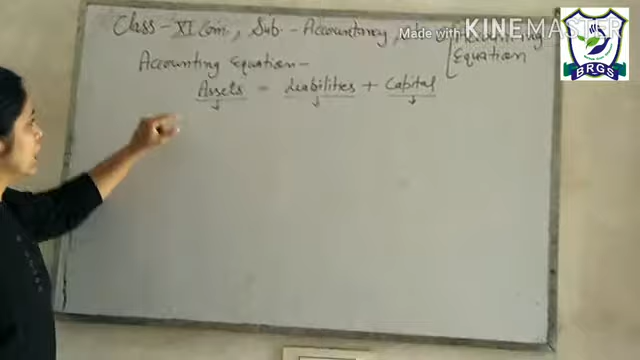 Class - XI Com, Sub - Accountancy,
Made with KINEMASTER
Equation
Accounting Equation -
Assets = Liabilities + Capital
BRGS